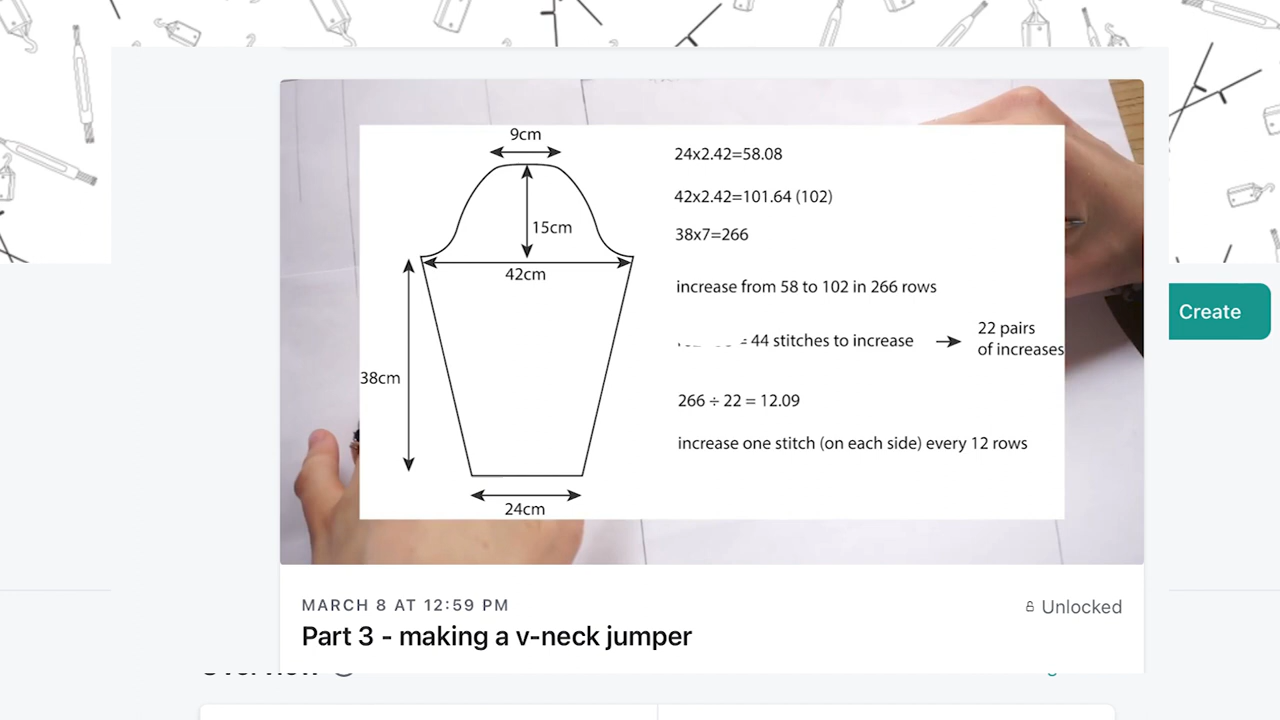 9cm
15cm
42cm
38cm
24cm
24x2.42=58.08
42x2.42=101.64 (102)
38x7=266
increase from 58 to 102 in 266 rows
44 stitches to increase
22 pairs
of increases
266 ÷ 22 = 12.09
increase one stitch (on each side) every 12 rows
Create
MARCH 8 AT 12:59 PM
Unlocked
Part 3 - making a v-neck jumper